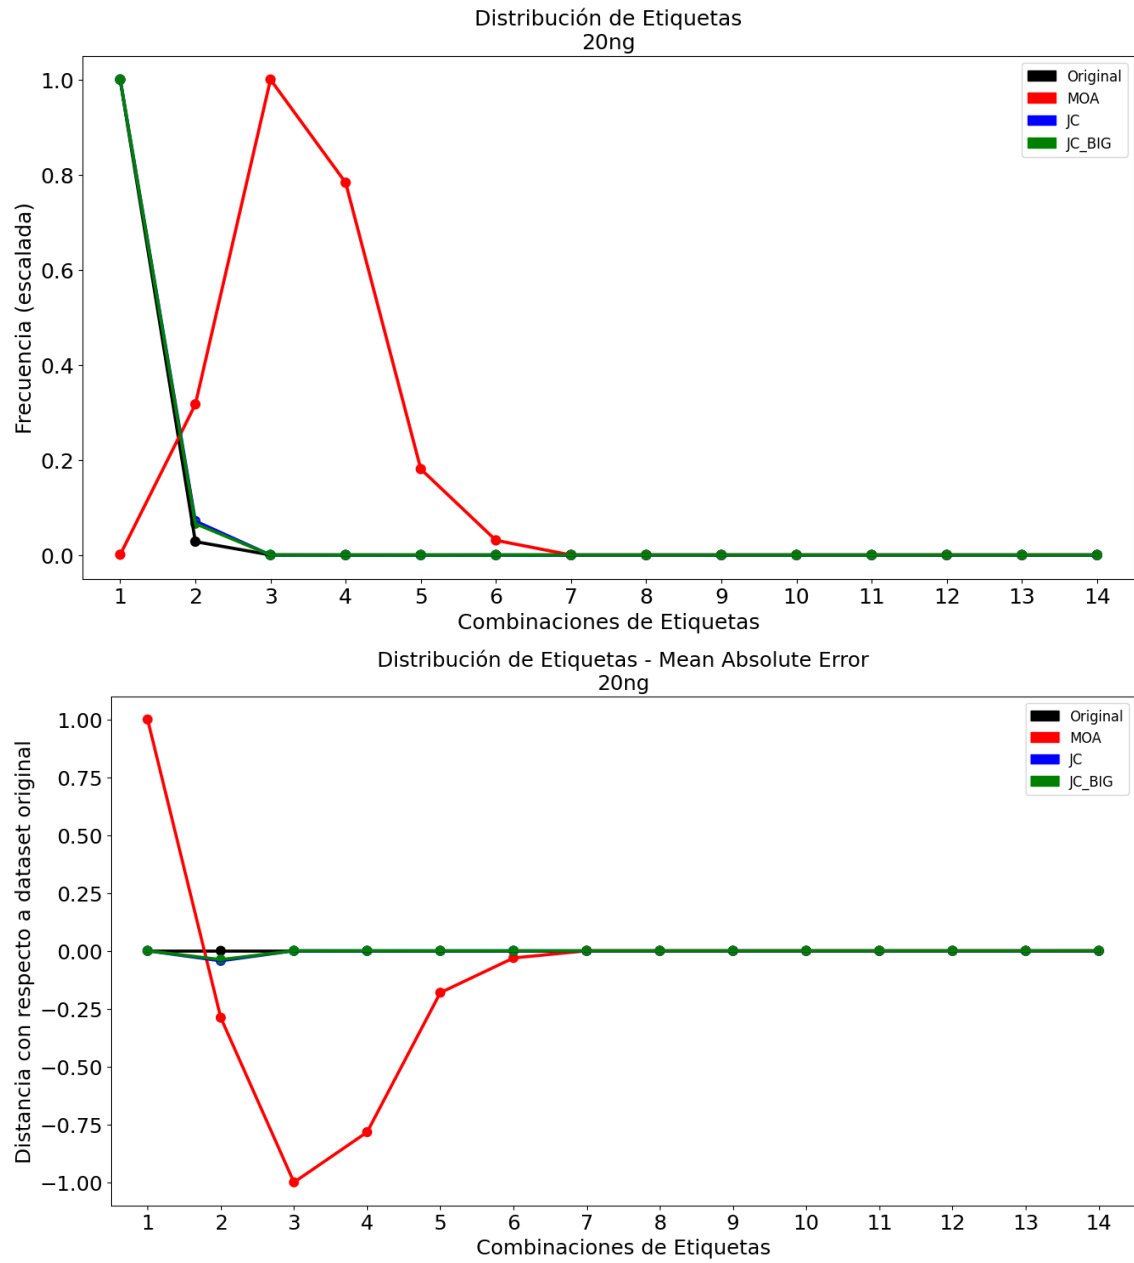 Distribución de Etiquetas
20ng
Original
MOA
JC
JC_BIG
Frecuencia (escalada)
1.0
0.8
0.6
0.4
0.2
0.0
1 2 3 4 5 6 7 8 9 10 11 12 13 14
Combinaciones de Etiquetas
Distribución de Etiquetas - Mean Absolute Error
20ng
Original
MOA
JC
JC_BIG
Distancia con respecto a dataset original
1.00
0.75
0.50
0.25
0.00
−0.25
−0.50
−0.75
−1.00
1 2 3 4 5 6 7 8 9 10 11 12 13 14
Combinaciones de Etiquetas